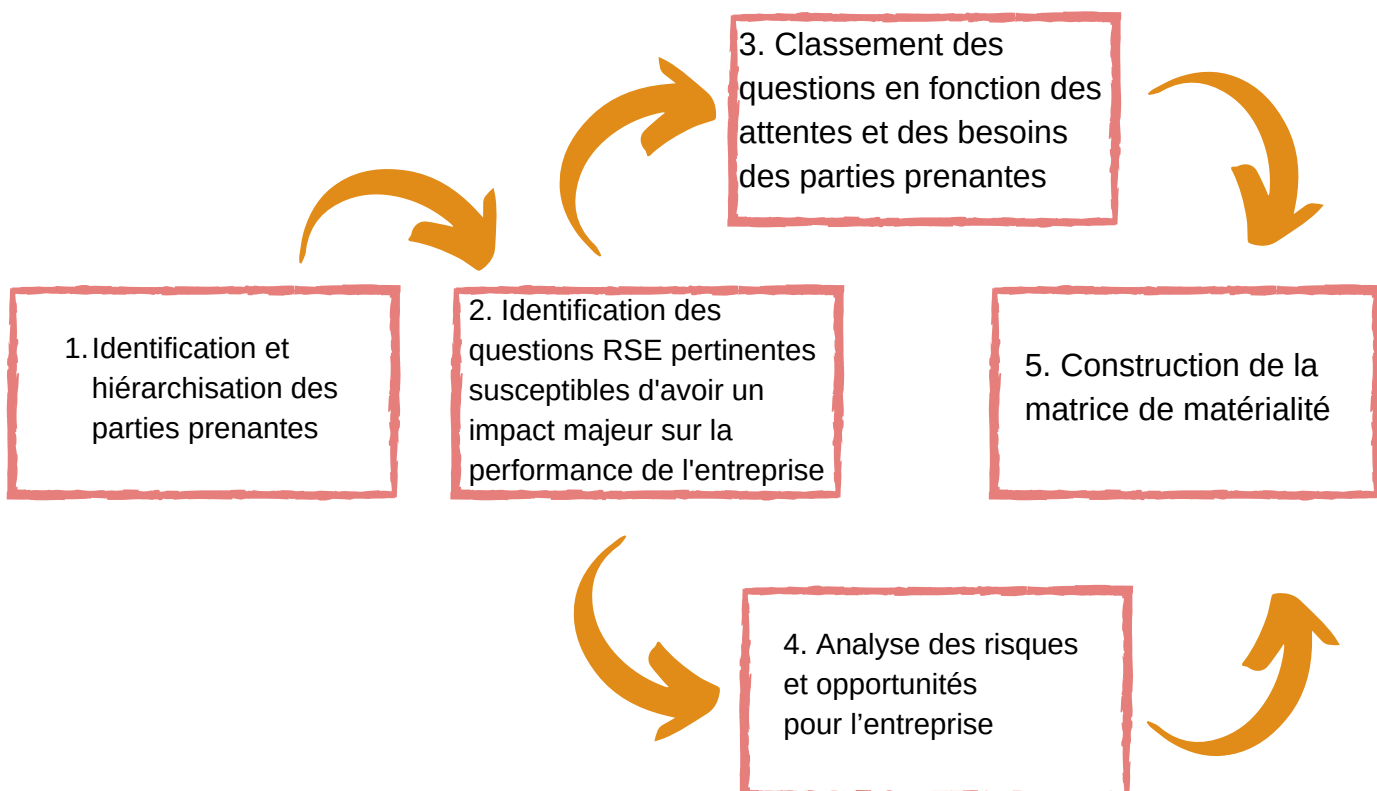 1. Identification et
hiérarchisation des
parties prenantes
2. Identification des
questions RSE pertinentes
susceptibles d'avoir un
impact majeur sur la
performance de l'entreprise
3. Classement des
questions en fonction des
attentes et des besoins
des parties prenantes
4. Analyse des risques
et opportunités
pour l’entreprise
5. Construction de la
matrice de matérialité